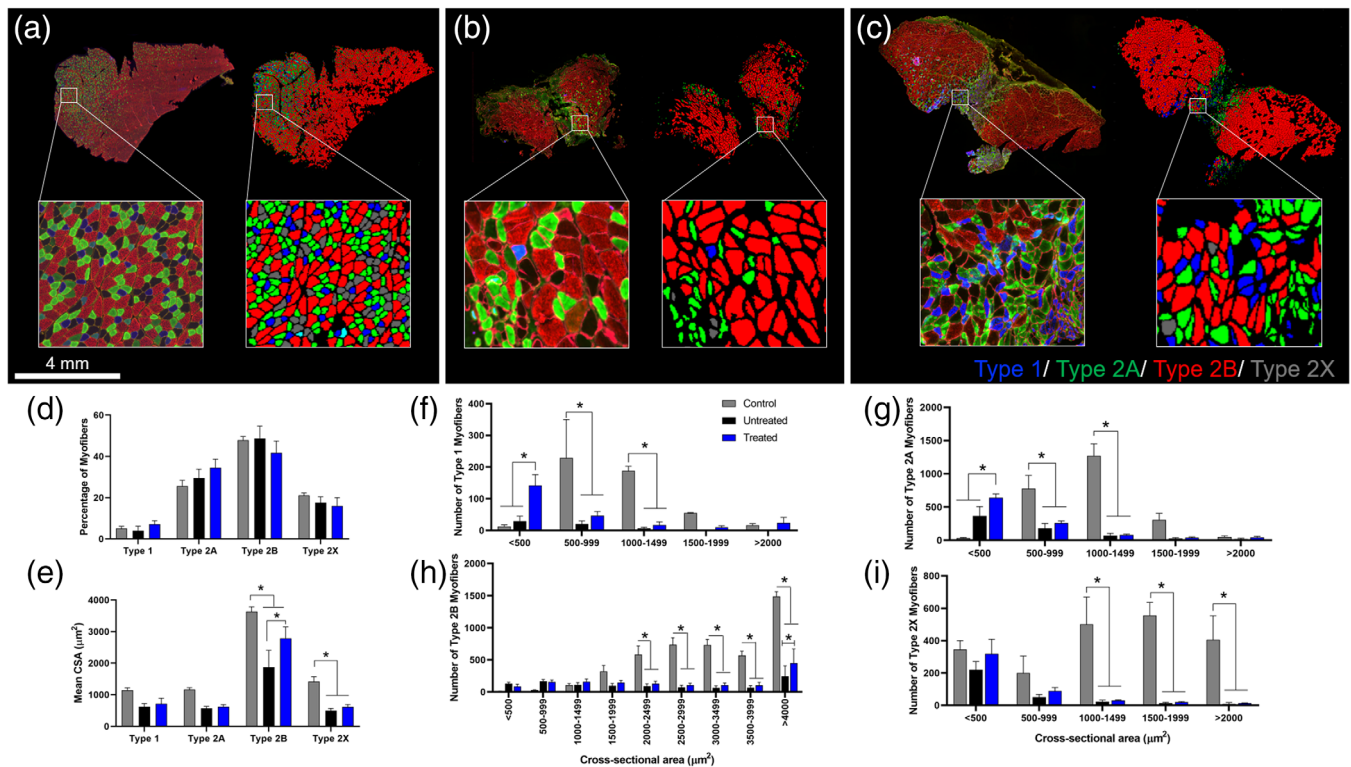 (a)
(b)
(c)
4 mm
Type 1/ Type 2A/ Type 2B/ Type 2X
(d)
Percentage of Myofibers
60
40
20
0
Type 1 Type 2A Type 2B Type 2X
*
(e)
Mean CSA (μm²)
4000
3000
2000
1000
0
Type 1 Type 2A Type 2B Type 2X
* * *
(f)
Number of Type 1 Myofibers
400
300
200
100
0
<500 500-999 1000-1499 1500-1999 >2000
* * *
Control
Untreated
Treated
(g)
Number of Type 2A Myofibers
2000
1500
1000
500
0
<500 500-999 1000-1499 1500-1999 >2000
* * *
(h)
Number of Type 2B Myofibers
2000
1500
1000
500
0
<500 500-999 1000-1499 1500-1999 2000-2499 2500-2999 3000-3499 3500-3999 >4000
* * * * * *
Cross-sectional area (μm²)
(i)
Number of Type 2X Myofibers
800
600
400
200
0
<500 500-999 1000-1499 1500-1999 >2000
* * *
Cross-sectional area (μm²)